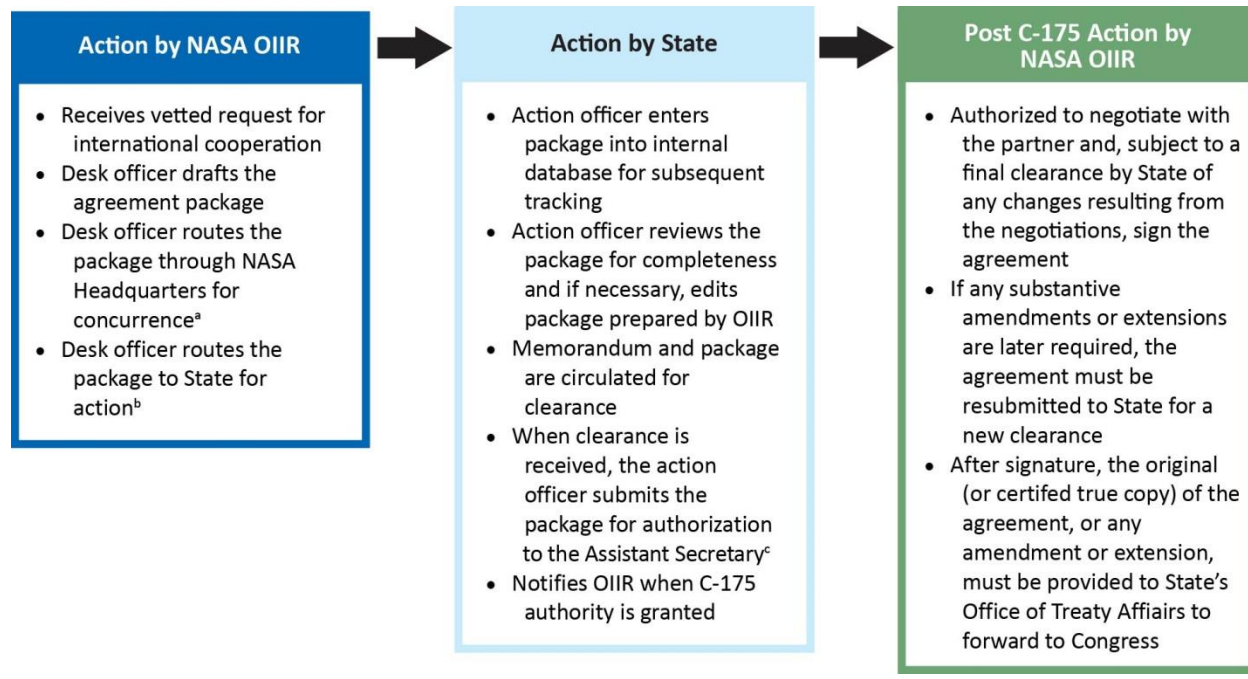 Action by NASA OIIR
• Receives vetted request for
international cooperation
• Desk officer drafts the
agreement package
• Desk officer routes the
package through NASA
Headquarters for
concurrenceᵃ
• Desk officer routes the
package to State for
actionᵇ
Action by State
• Action officer enters
package into internal
database for subsequent
tracking
• Action officer reviews the
package for completeness
and if necessary, edits
package prepared by OIIR
• Memorandum and package
are circulated for
clearance
• When clearance is
received, the action
officer submits the
package for authorization
to the Assistant Secretaryᶜ
• Notifies OIIR when C-175
authority is granted
Post C-175 Action by
NASA OIIR
• Authorized to negotiate with
the partner and, subject to a
final clearance by State of
any changes resulting from
the negotiations, sign the
agreement
• If any substantive
amendments or extensions
are later required, the
agreement must be
resubmitted to State for a
new clearance
• After signature, the original
(or certifed true copy) of the
agreement, or any
amendment or extension,
must be provided to State’s
Office of Treaty Affiairs to
forward to Congress